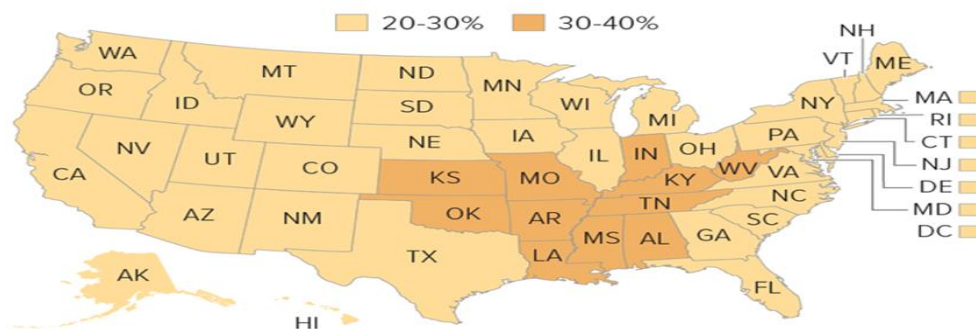 20-30% 30-40%
NH
WA VT ME
MT ND MN
OR ID SD WI MI NY MA
WY RI
NV NE IA PA CT
UT CO IL IN OH NJ
CA KS MO KY WV VA DE
AZ NM OK AR TN NC MD
MS AL GA SC DC
TX LA
AK FL
HI